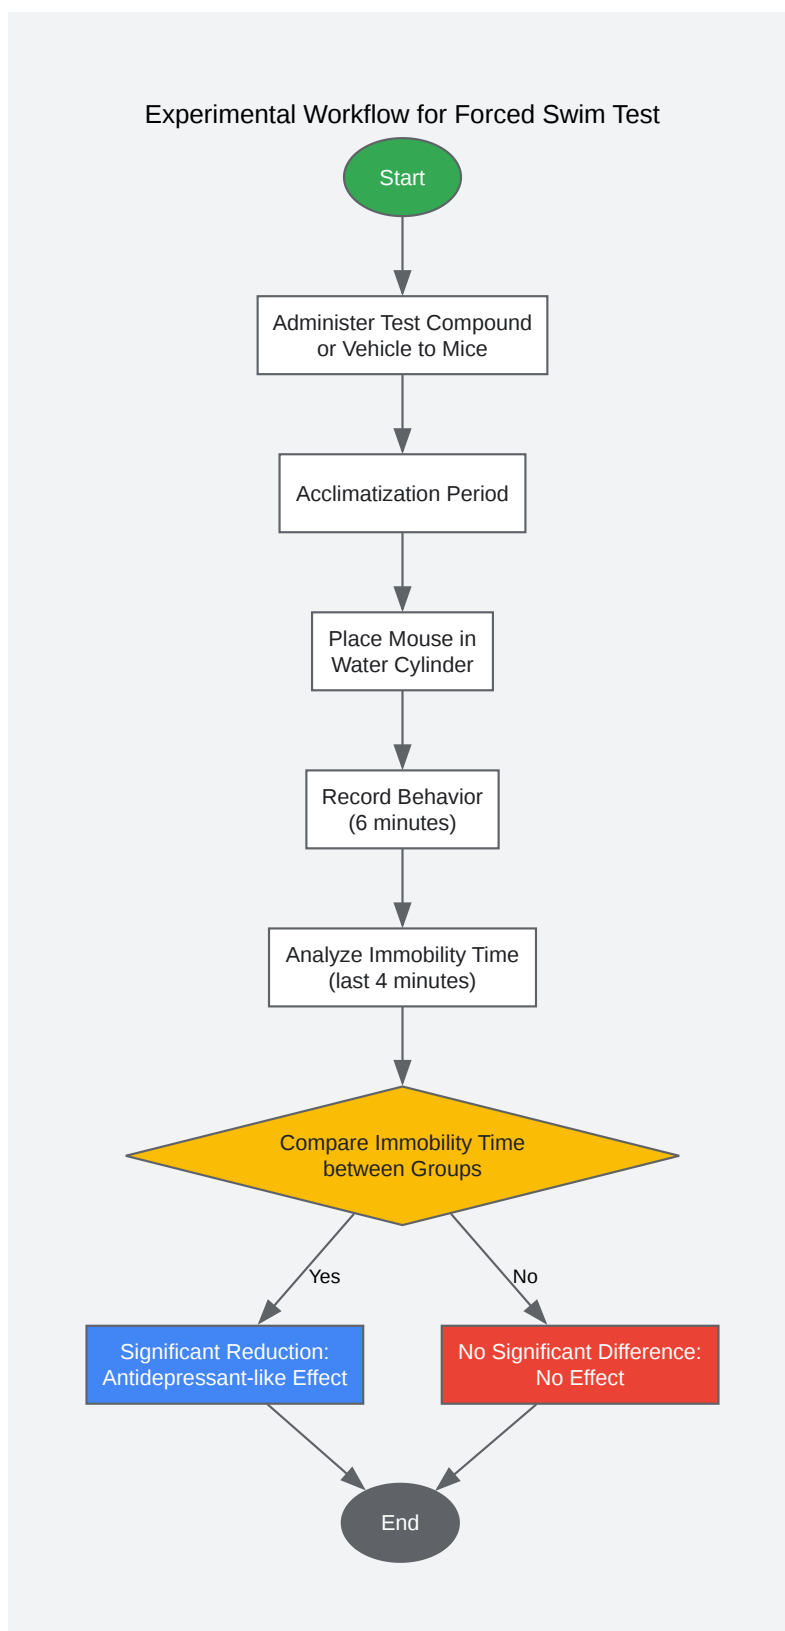 Experimental Workflow for Forced Swim Test
Start
Administer Test Compound
or Vehicle to Mice
Acclimatization Period
Place Mouse in
Water Cylinder
Record Behavior
(6 minutes)
Analyze Immobility Time
(last 4 minutes)
Compare Immobility Time
between Groups
Yes
No
Significant Reduction:
Antidepressant-like Effect
No Significant Difference:
No Effect
End